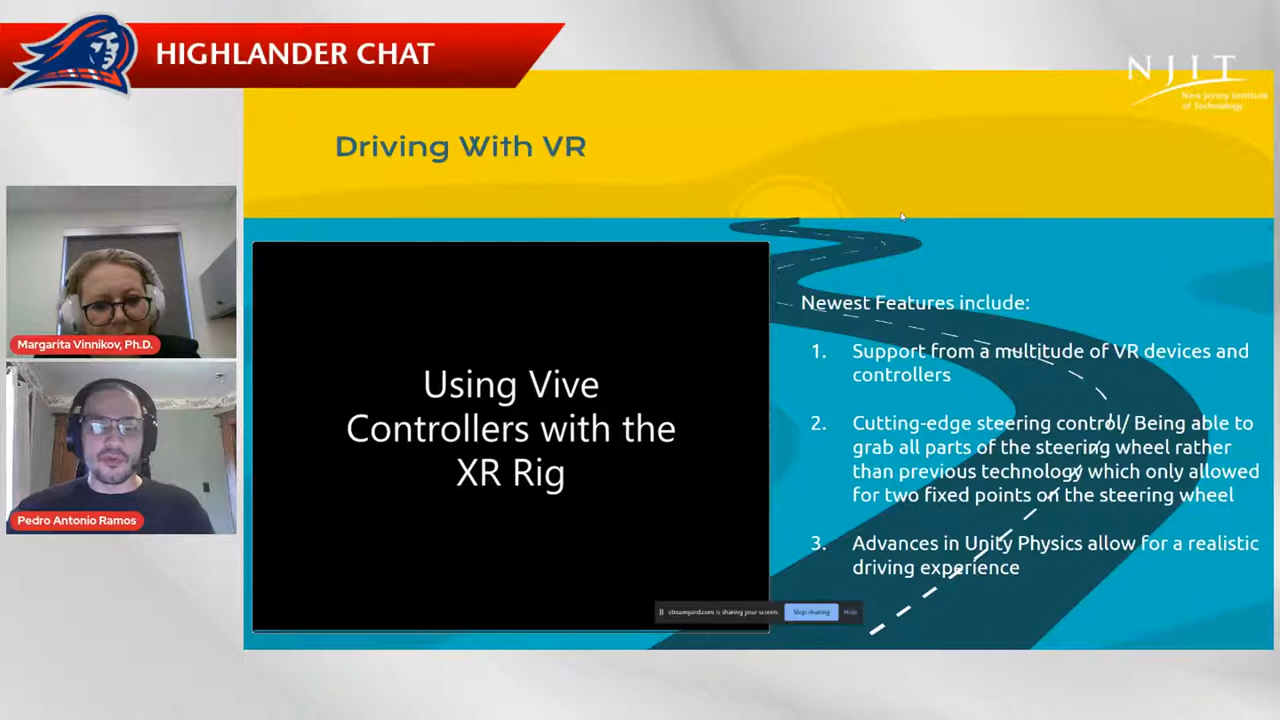 HIGHLANDER CHAT
NJIT
New Jersey Institute
of Technology
Driving With VR
Margarita Vinnikov, Ph.D.
Pedro Antonio Ramos
Using Vive
Controllers with the
XR Rig
Newest Features include:
1. Support from a multitude of VR devices and
controllers
2. Cutting-edge steering control/ Being able to
grab all parts of the steering wheel rather
than previous technology which only allowed
for two fixed points on the steering wheel
3. Advances in Unity Physics allow for a realistic
driving experience
streamyard.com is sharing your screen.
Stop sharing
Hide